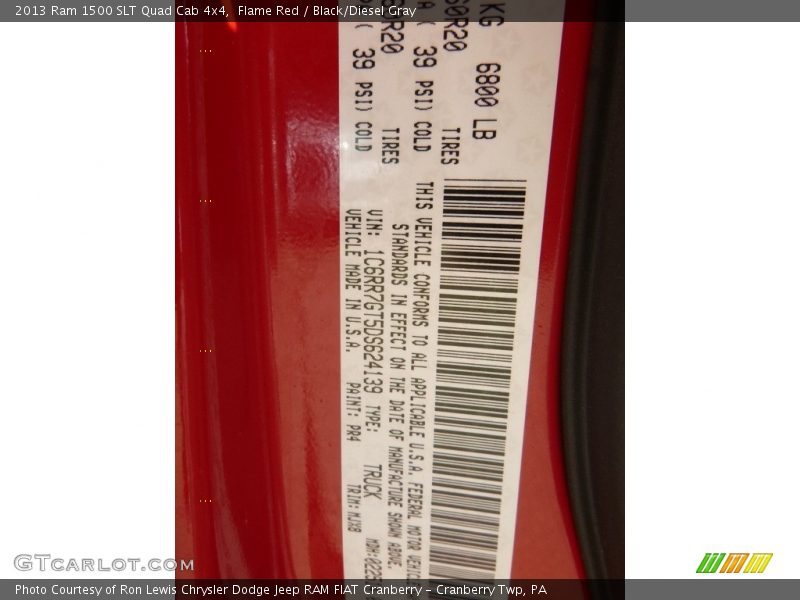 2013 Ram 1500 SLT Quad Cab 4x4, Flame Red / Black/Diesel Gray
KG 6800 LB
TIRES
39 PSI) COLD
TIRES
39 PSI) COLD
THIS VEHICLE CONFORMS TO ALL APPLICABLE U.S.A. FEDERAL MOTOR
STANDARDS IN EFFECT ON THE DATE OF MANUFACTURE SHOWN ABOVE.
VIN: 1C6RR7GT5DS624139 TYPE: TRUCK
VEHICLE MADE IN U.S.A. PAINT: PR4 TRIM: MJX8
GTCarLot.com
Photo Courtesy of Ron Lewis Chrysler Dodge Jeep RAM FIAT Cranberry - Cranberry Twp, PA